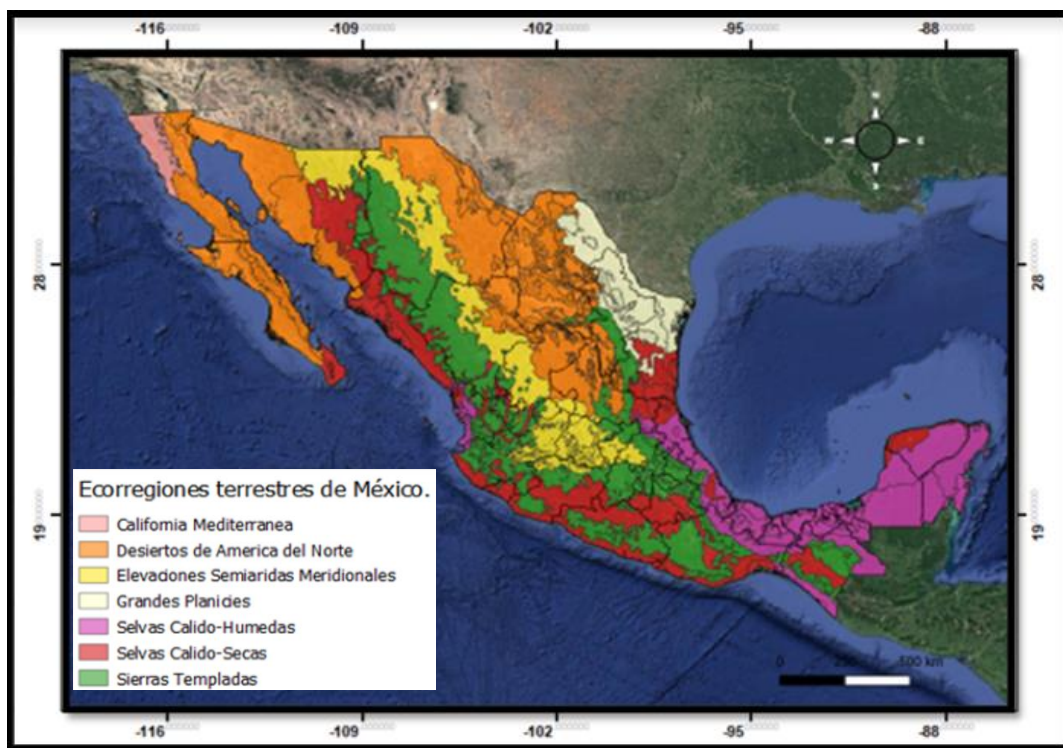 -116 -109 -102 -95 -88
N
W E
S
28 28
19 19
Ecorregiones terrestres de México.
California Mediterranea
Desiertos de America del Norte
Elevaciones Semiaridas Meridionales
Grandes Planicies
Selvas Calido-Humedas
Selvas Calido-Secas
Sierras Templadas
0 250 500 km
-116 -109 -102 -95 -88